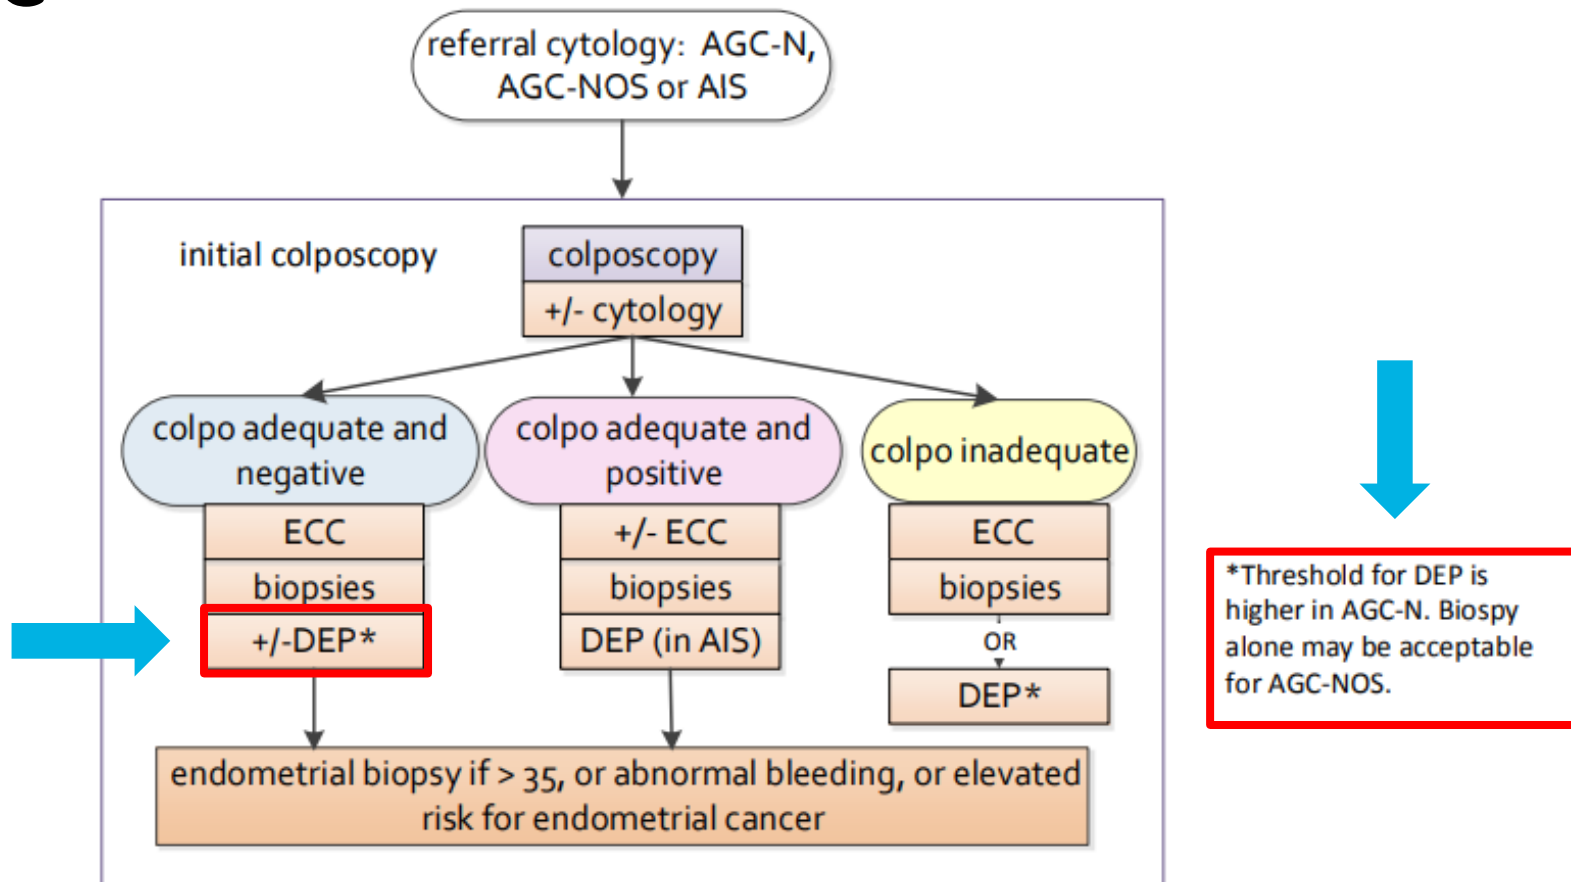 referral cytology: AGC-N,
AGC-NOS or AIS
initial colposcopy
colposcopy
+/- cytology
colpo adequate and
negative
ECC
biopsies
+/-DEP*
colpo adequate and
positive
+/- ECC
biopsies
DEP (in AIS)
colpo inadequate
ECC
biopsies
OR
DEP*
endometrial biopsy if > 35, or abnormal bleeding, or elevated
risk for endometrial cancer
*Threshold for DEP is
higher in AGC-N. Biospy
alone may be acceptable
for AGC-NOS.